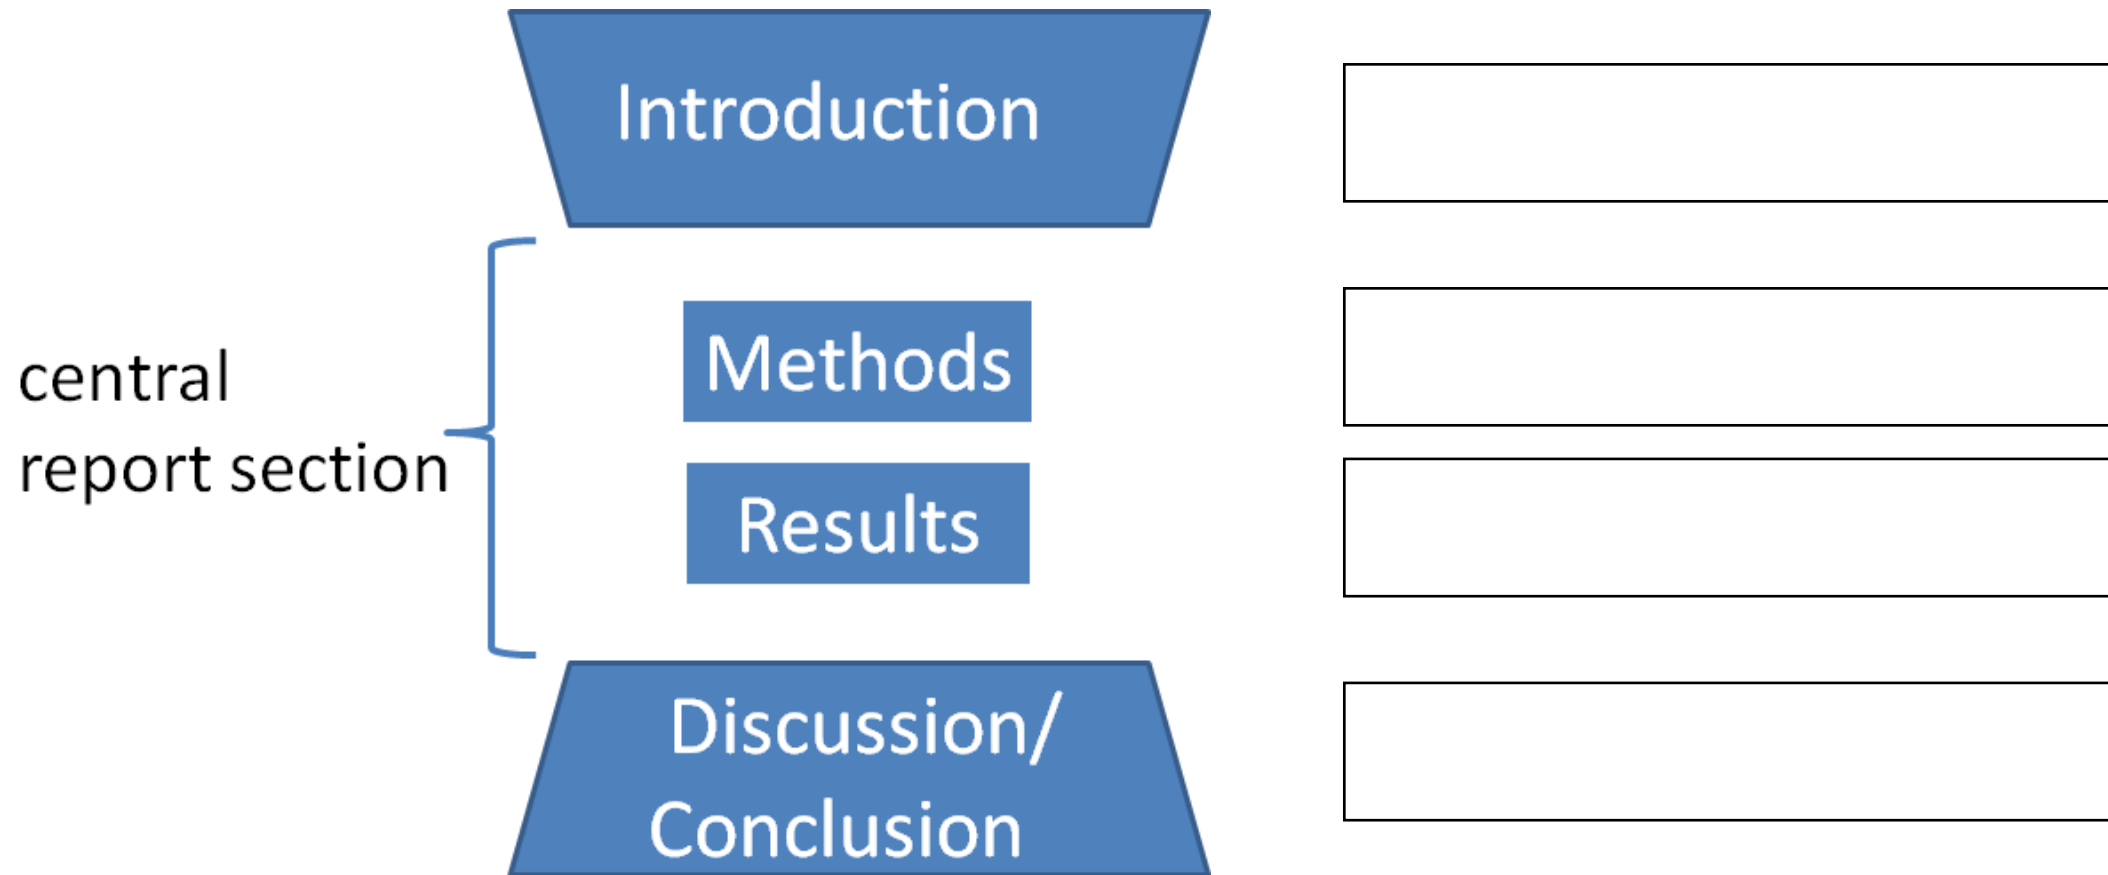 Introduction
central
report section
Methods
Results
Discussion/
Conclusion